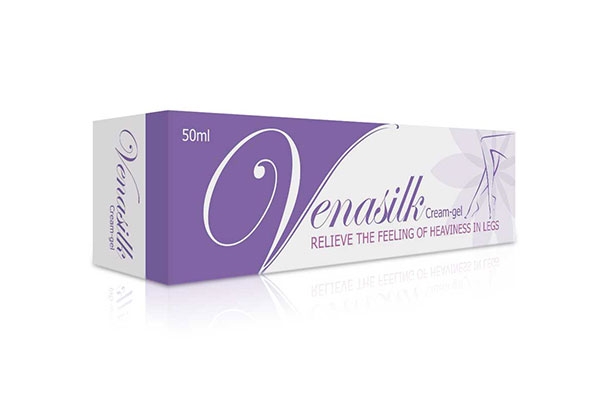 Venasilk
Cream-gel
50ml
Venasilk
Cream-gel
RELIEVE THE FEELING OF HEAVINESS IN LEGS